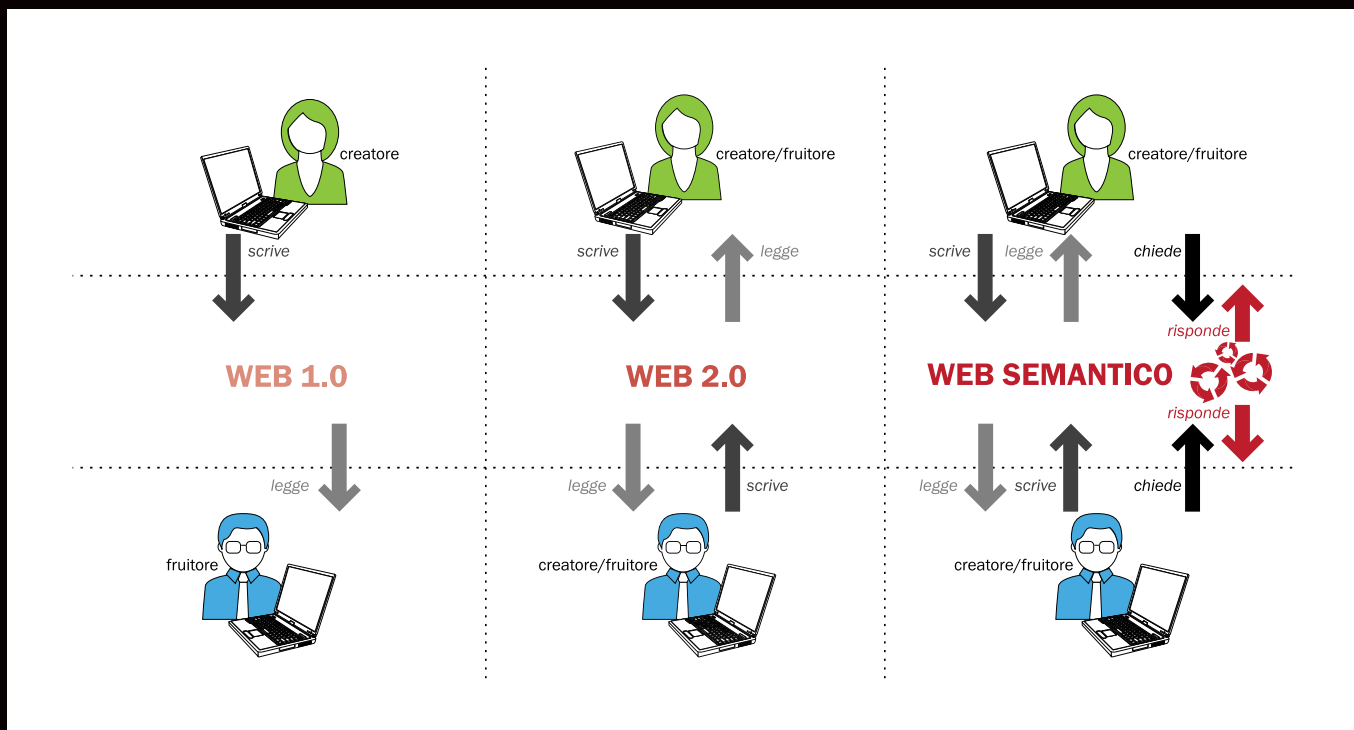 creatore
scrive
WEB 1.0
legge
fruitore
creatore/fruitore
scrive
legge
WEB 2.0
legge
scrive
creatore/fruitore
creatore/fruitore
scrive
legge
chiede
risponde
WEB SEMANTICO
risponde
legge
scrive
chiede
creatore/fruitore